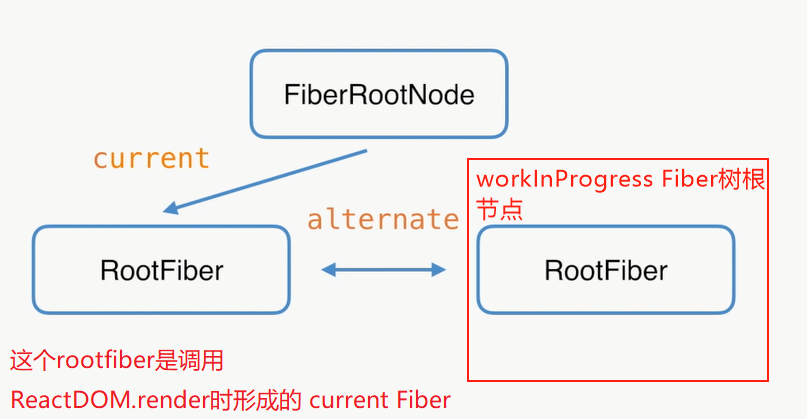 FiberRootNode
current
workInProgress Fiber树根
节点
alternate
RootFiber
RootFiber
这个rootfiber是调用
ReactDOM.render时形成的 current Fiber